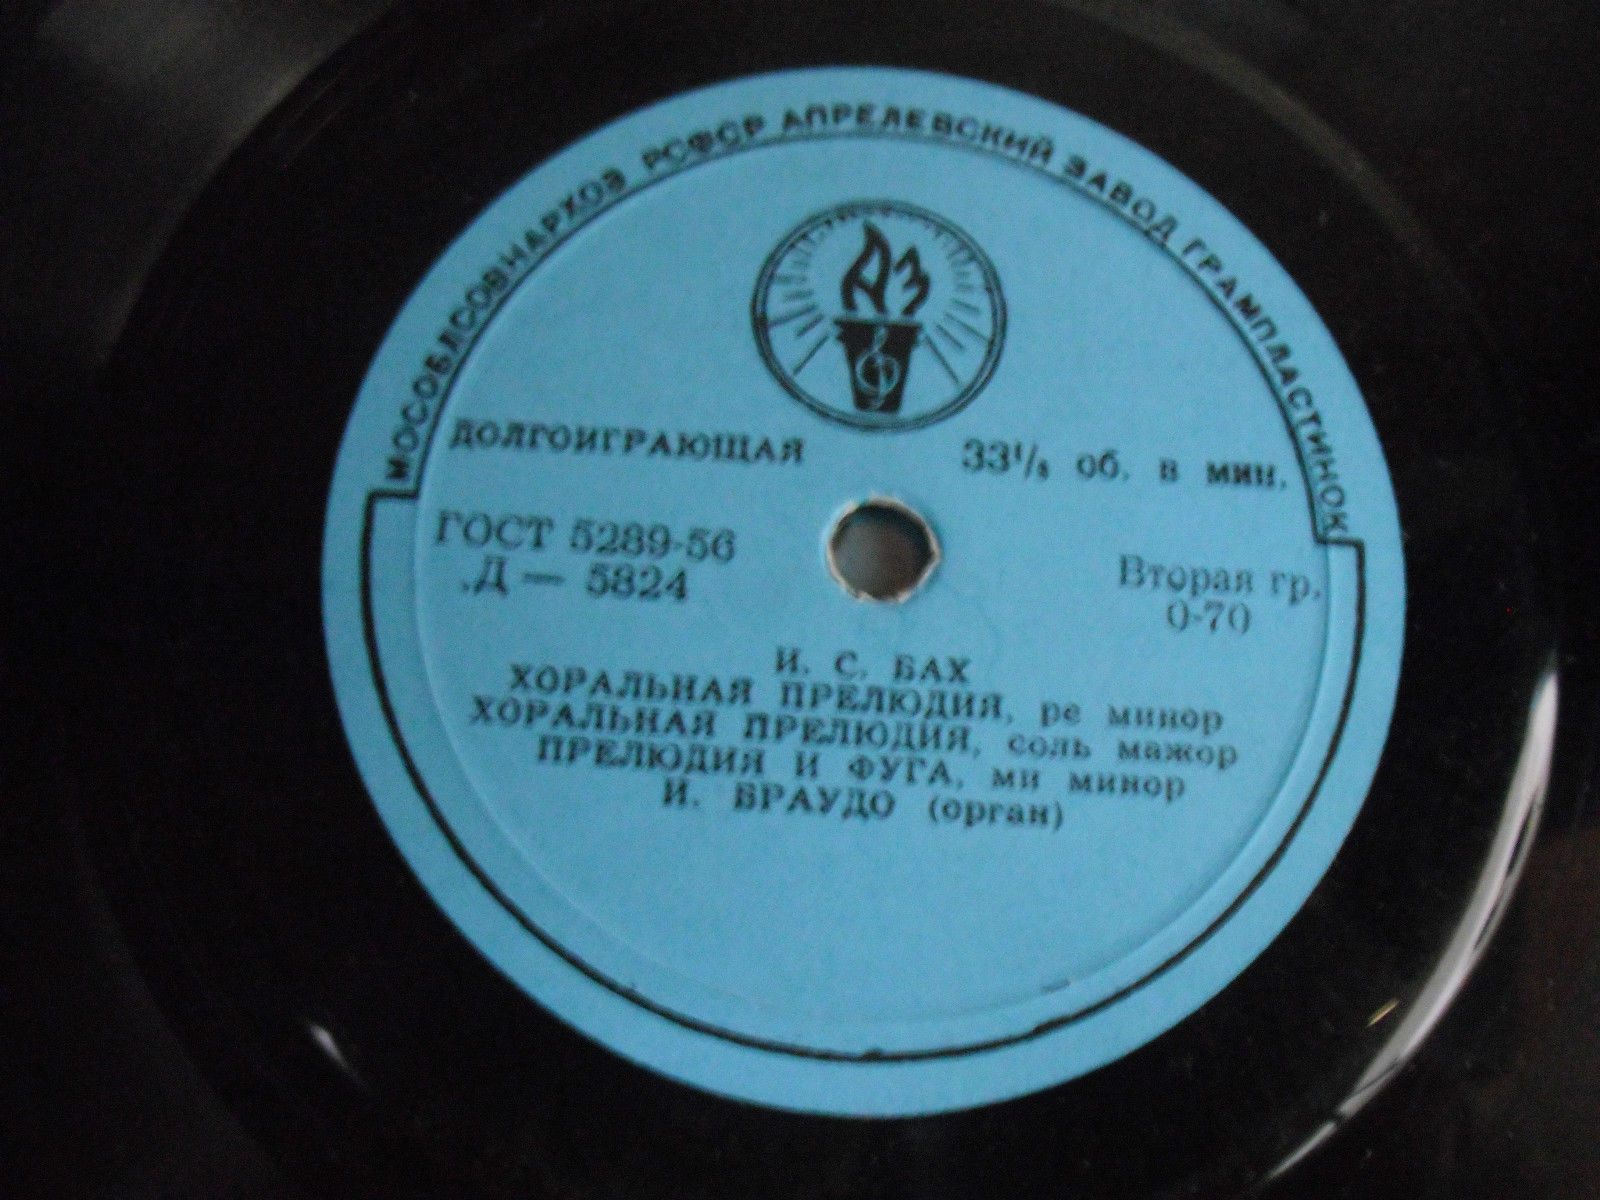 МОСОБЛСОВНАРХОЗ РСФСР АПРЕЛЕВСКИЙ ЗАВОД ГРАМПЛАСТИНОК
АЗ
ДОЛГОИГРАЮЩАЯ 33⅓ об. в мин.
ГОСТ 5289-56
Д — 5824
Вторая гр.
0-70
И. С. БАХ
ХОРАЛЬНАЯ ПРЕЛЮДИЯ, ре минор
ХОРАЛЬНАЯ ПРЕЛЮДИЯ, соль мажор
ПРЕЛЮДИЯ И ФУГА, ми минор
И. БРАУДО (орган)